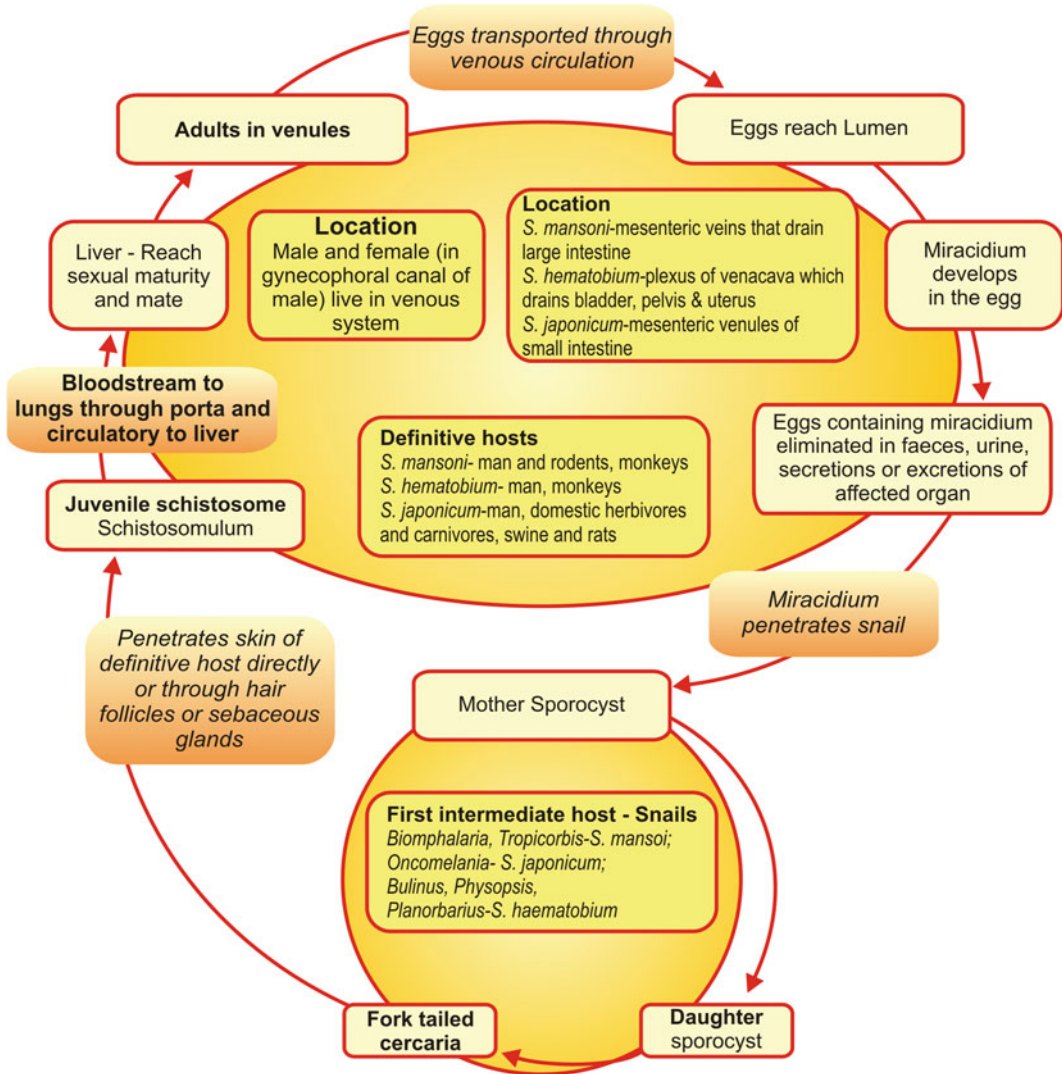 Eggs transported through
venous circulation
Adults in venules
Eggs reach Lumen
Location
Male and female (in
gynecophoral canal of
male) live in venous
system
Location
S. mansoni-mesenteric veins that drain
large intestine
S. hematobium-plexus of venacava which
drains bladder, pelvis & uterus
S. japonicum-mesenteric venules of
small intestine
Liver - Reach
sexual maturity
and mate
Miracidium
develops
in the egg
Bloodstream to
lungs through porta and
circulatory to liver
Definitive hosts
S. mansoni- man and rodents, monkeys
S. hematobium- man, monkeys
S. japonicum-man, domestic herbivores
and carnivores, swine and rats
Eggs containing miracidium
eliminated in faeces, urine,
secretions or excretions of
affected organ
Juvenile schistosome
Schistosomulum
Miracidium
penetrates snail
Penetrates skin of
definitive host directly
or through hair
follicles or sebaceous
glands
Mother Sporocyst
First intermediate host - Snails
Biomphalaria, Tropicorbis-S. mansoi;
Oncomelania- S. japonicum;
Bulinus, Physopsis,
Planorbarius-S. haematobium
Fork tailed
cercaria
Daughter
sporocyst